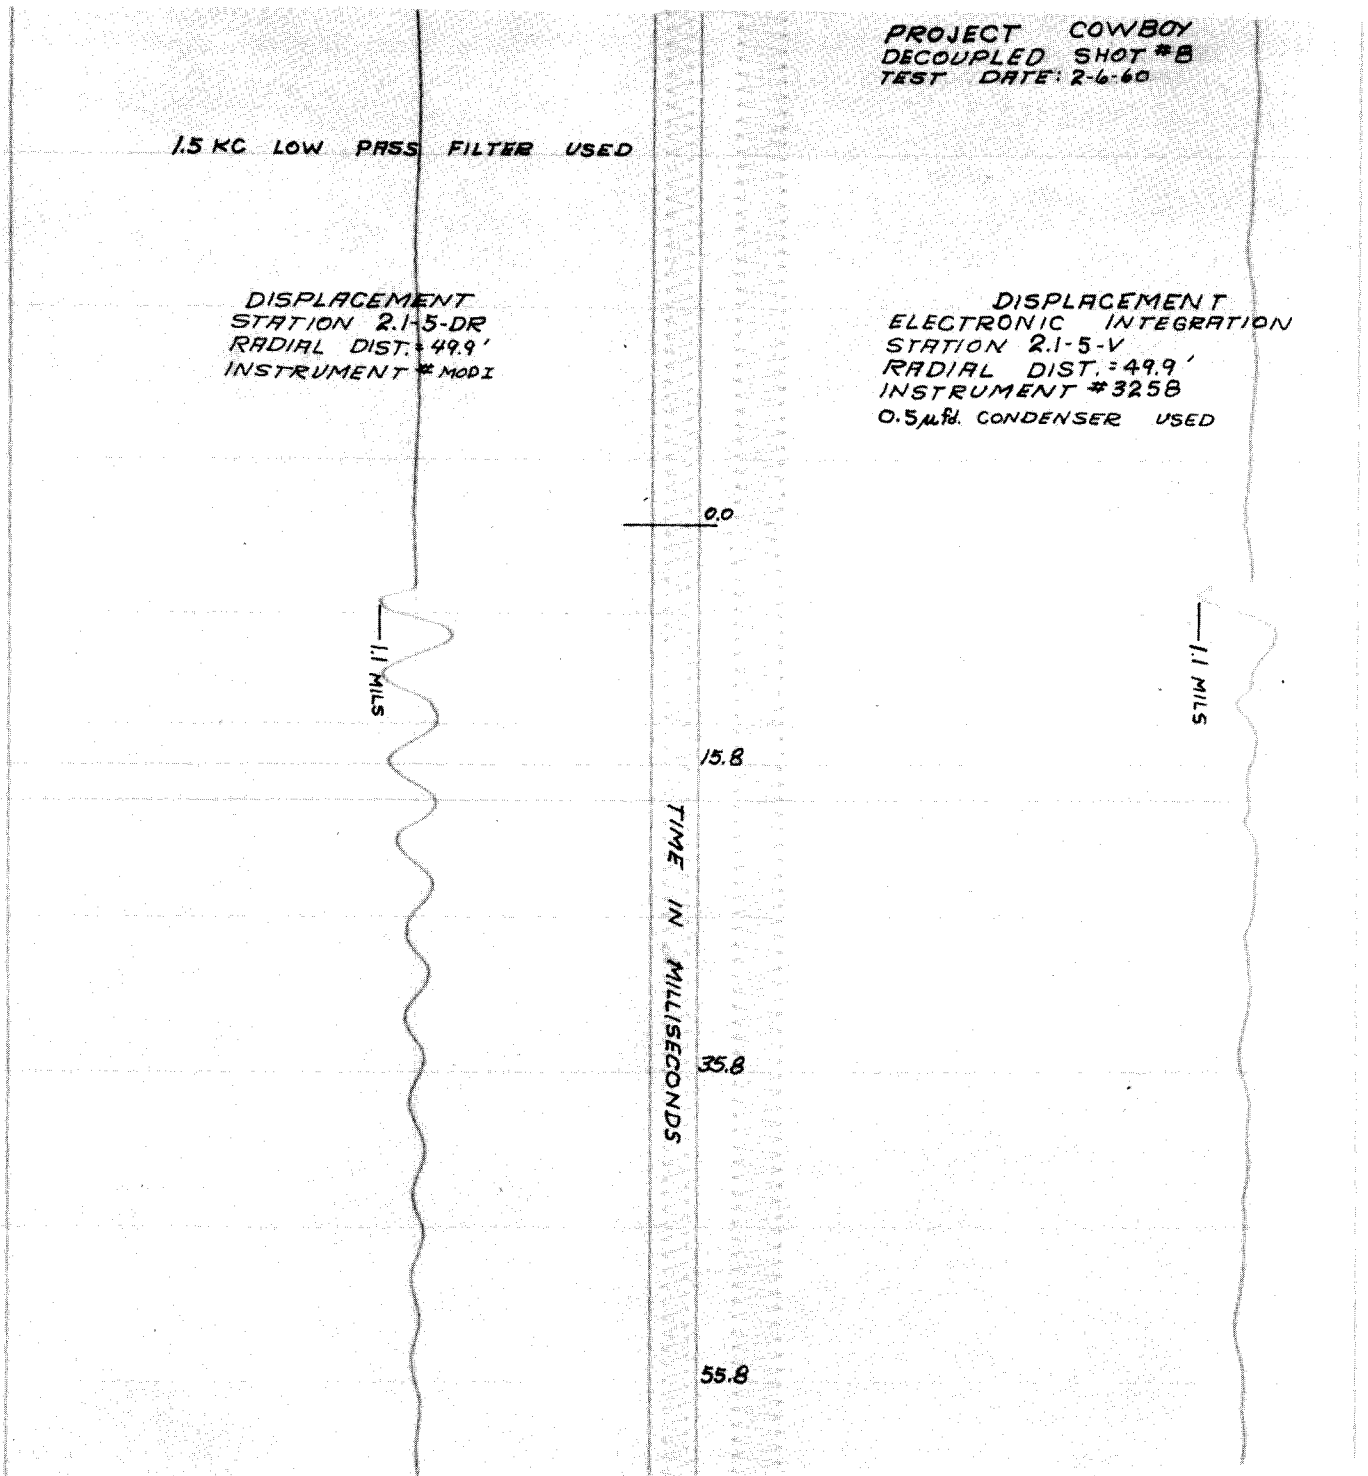 PROJECT COWBOY
DECOUPLED SHOT #8
TEST DATE: 2-6-60
1.5 KC LOW PASS FILTER USED
DISPLACEMENT
STATION 2.1-5-DR
RADIAL DIST. = 49.9'
INSTRUMENT # MOD I
DISPLACEMENT
ELECTRONIC INTEGRATION
STATION 2.1-5-V
RADIAL DIST. = 49.9'
INSTRUMENT #3258
0.5 µfd. CONDENSER USED
0.0
1.1 MILS
1.1 MILS
15.8
TIME IN MILLISECONDS
35.8
55.8